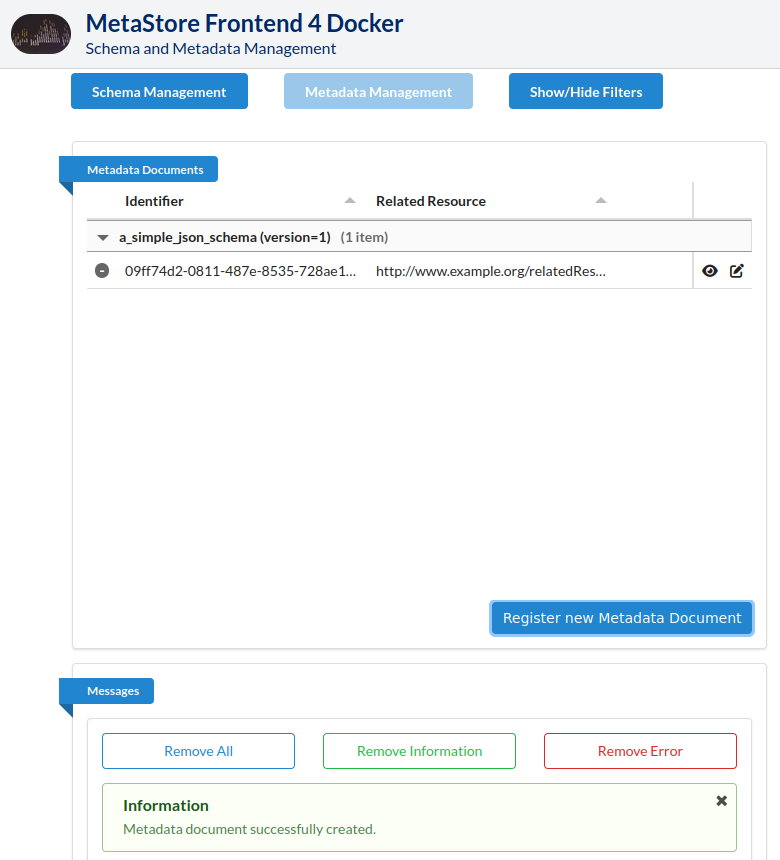 MetaStore Frontend 4 Docker
Schema and Metadata Management
Schema Management
Metadata Management
Show/Hide Filters
Metadata Documents
Identifier
Related Resource
a_simple_json_schema (version=1) (1 item)
09ff74d2-0811-487e-8535-728ae1...
http://www.example.org/relatedRes...
Register new Metadata Document
Messages
Remove All
Remove Information
Remove Error
Information
Metadata document successfully created.